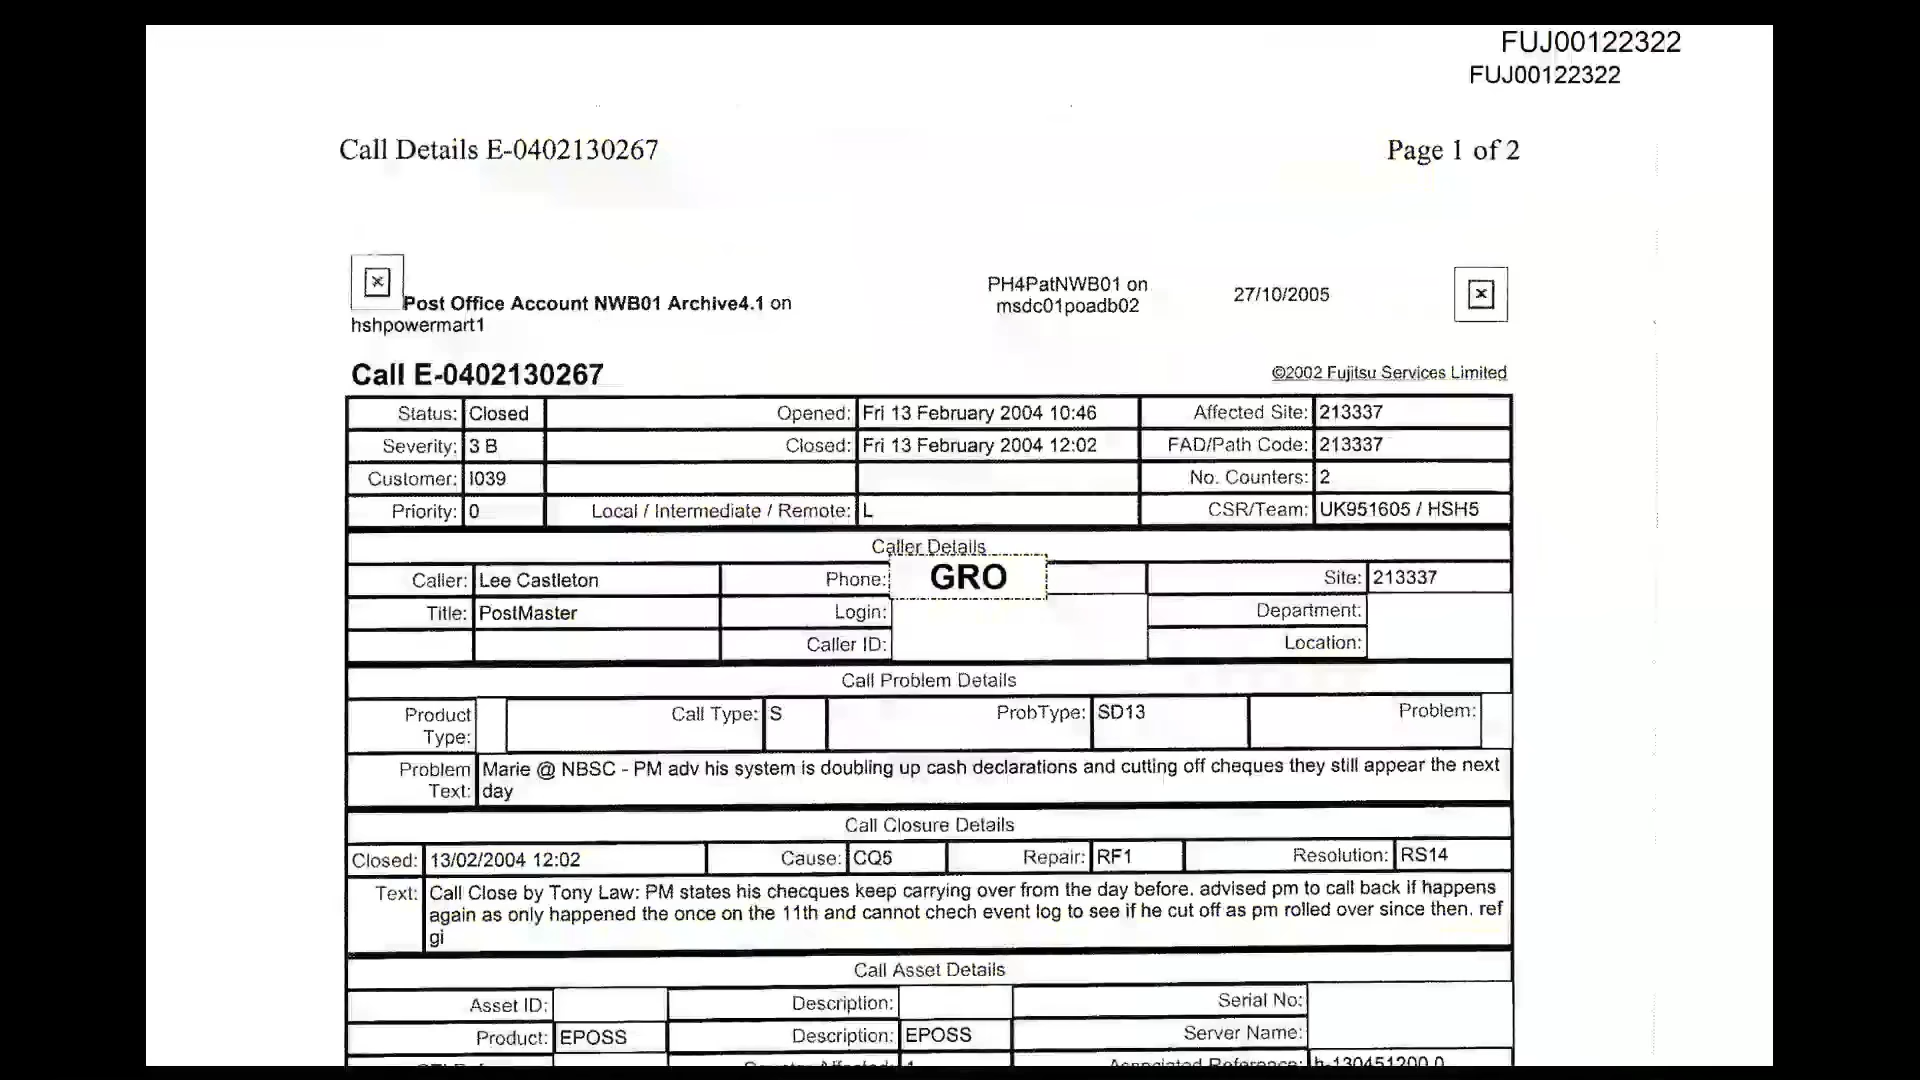 FUJ00122322
FUJ00122322
Call Details E-0402130267 Page 1 of 2
Post Office Account NWB01 Archive4.1 on
hshpowermart1
PH4PatNWB01 on
msdc01poadb02
27/10/2005
Call E-0402130267 ©2002 Fujitsu Services Limited
Status: Closed Opened: Fri 13 February 2004 10:46 Affected Site: 213337
Severity: 3 B Closed: Fri 13 February 2004 12:02 FAD/Path Code: 213337
Customer: I039 No. Counters: 2
Priority: 0 Local / Intermediate / Remote: L CSR/Team: UK951605 / HSH5
Caller Details
Caller: Lee Castleton Phone: GRO Site: 213337
Title: PostMaster Login: Department:
Caller ID: Location:
Call Problem Details
Product Type: Call Type: S ProbType: SD13 Problem:
Problem Text: Marie @ NBSC - PM adv his system is doubling up cash declarations and cutting off cheques they still appear the next
day
Call Closure Details
Closed: 13/02/2004 12:02 Cause: CQ5 Repair: RF1 Resolution: RS14
Text: Call Close by Tony Law: PM states his checques keep carrying over from the day before. advised pm to call back if happens
again as only happened the once on the 11th and cannot chech event log to see if he cut off as pm rolled over since then. ref
gi
Call Asset Details
Asset ID: Description: Serial No:
Product: EPOSS Description: EPOSS Server Name:
Associated Reference: h-130451200 0